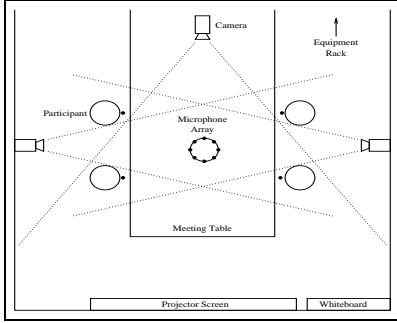 Camera
Equipment
Rack
Participant
Microphone
Array
Meeting Table
Projector Screen
Whiteboard